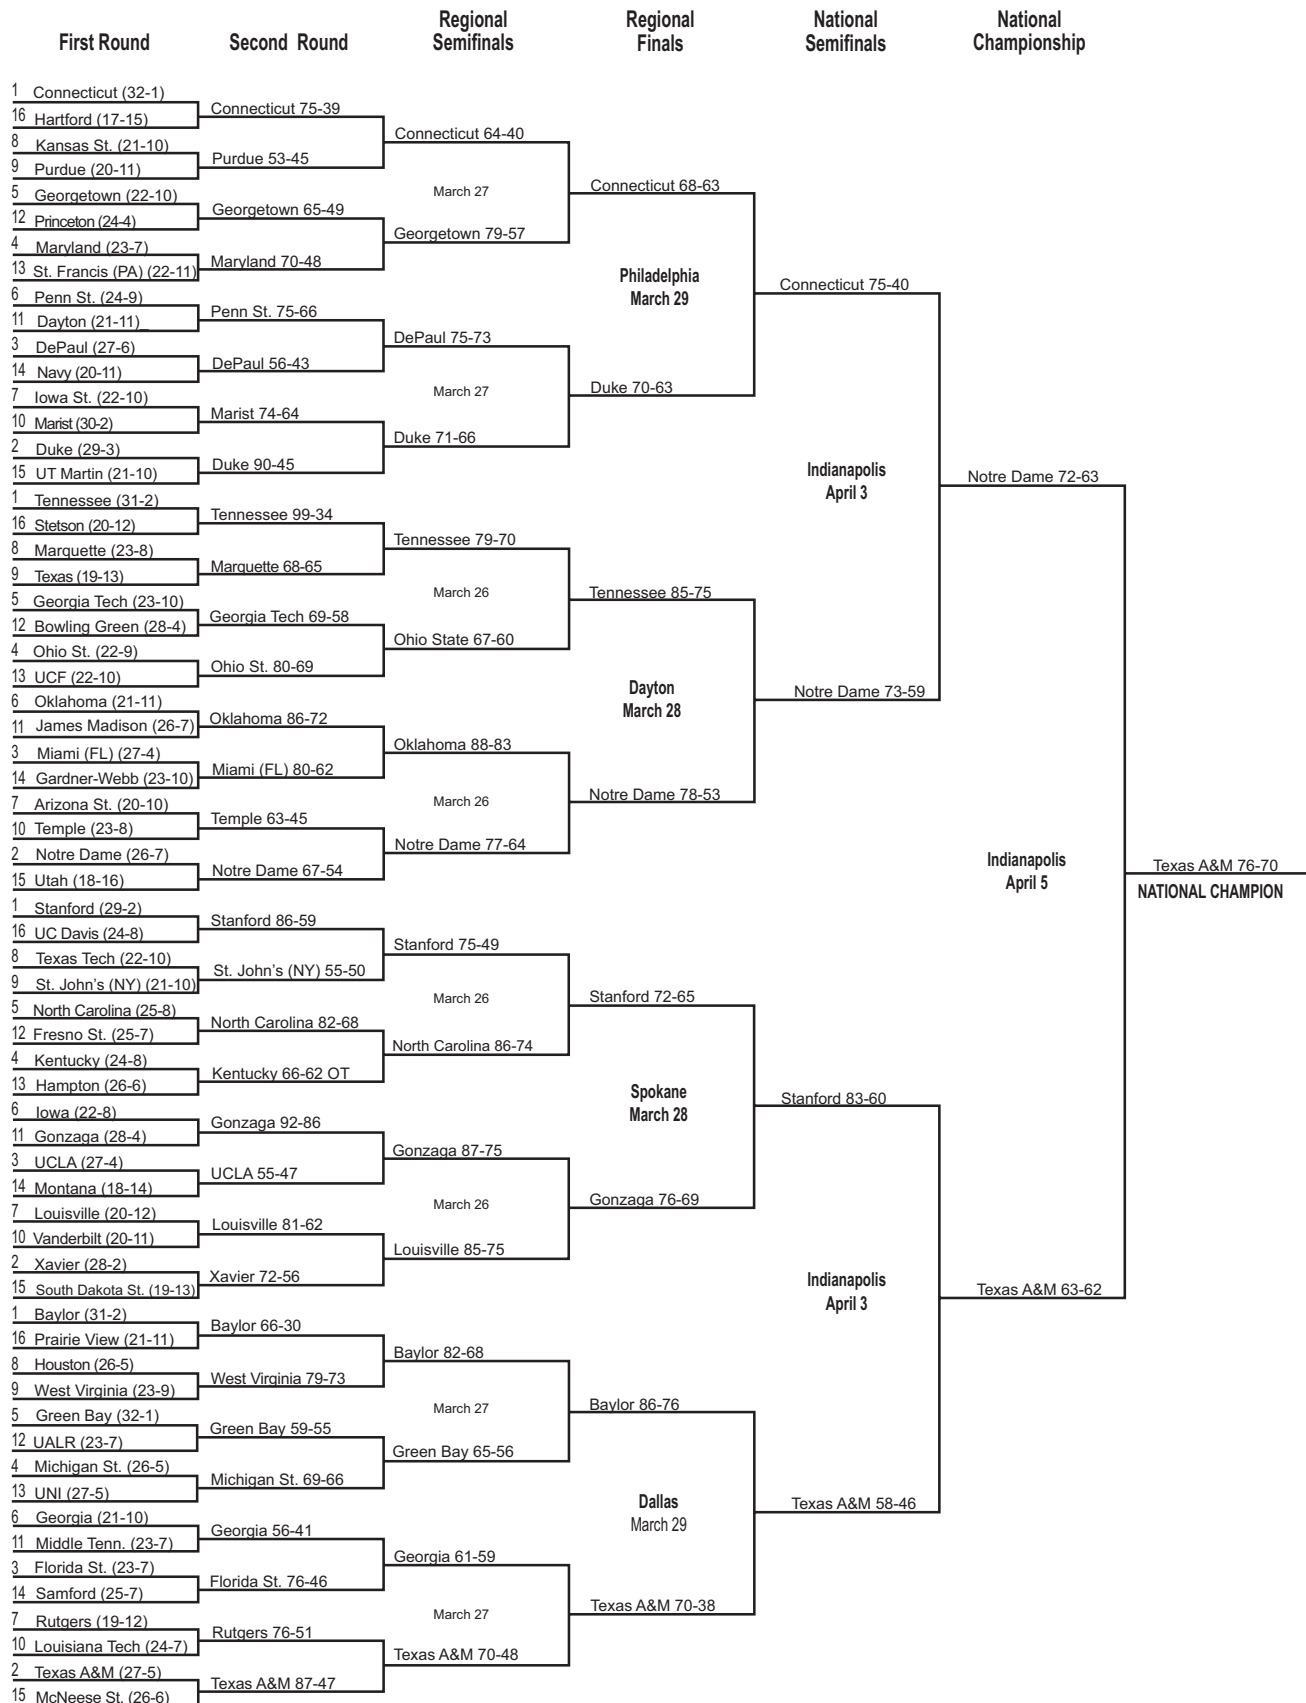 First Round
Second Round
Regional
Semifinals
Regional
Finals
National
Semifinals
National
Championship
1 Connecticut (32-1)
16 Hartford (17-15)
8 Kansas St. (21-10)
9 Purdue (20-11)
5 Georgetown (22-10)
12 Princeton (24-4)
4 Maryland (23-7)
13 St. Francis (PA) (22-11)
6 Penn St. (24-9)
11 Dayton (21-11)_
3 DePaul (27-6)
14 Navy (20-11)
7 Iowa St. (22-10)
10 Marist (30-2)
2 Duke (29-3)
15 UT Martin (21-10)
1 Tennessee (31-2)
16 Stetson (20-12)
8 Marquette (23-8)
9 Texas (19-13)
5 Georgia Tech (23-10)
12 Bowling Green (28-4)
4 Ohio St. (22-9)
13 UCF (22-10)
6 Oklahoma (21-11)
11 James Madison (26-7)
3 Miami (FL) (27-4)
14 Gardner-Webb (23-10)
7 Arizona St. (20-10)
10 Temple (23-8)
2 Notre Dame (26-7)
15 Utah (18-16)
1 Stanford (29-2)
16 UC Davis (24-8)
8 Texas Tech (22-10)
9 St. John's (NY) (21-10)
5 North Carolina (25-8)
12 Fresno St. (25-7)
4 Kentucky (24-8)
13 Hampton (26-6)
6 Iowa (22-8)
11 Gonzaga (28-4)
3 UCLA (27-4)
14 Montana (18-14)
7 Louisville (20-12)
10 Vanderbilt (20-11)
2 Xavier (28-2)
15 South Dakota St. (19-13)
1 Baylor (31-2)
16 Prairie View (21-11)
8 Houston (26-5)
9 West Virginia (23-9)
5 Green Bay (32-1)
12 UALR (23-7)
4 Michigan St. (26-5)
13 UNI (27-5)
6 Georgia (21-10)
11 Middle Tenn. (23-7)
3 Florida St. (23-7)
14 Samford (25-7)
7 Rutgers (19-12)
10 Louisiana Tech (24-7)
2 Texas A&M (27-5)
15 McNeese St. (26-6)
Connecticut 75-39
Purdue 53-45
Georgetown 65-49
Maryland 70-48
Penn St. 75-66
DePaul 56-43
Marist 74-64
Duke 90-45
Tennessee 99-34
Marquette 68-65
Georgia Tech 69-58
Ohio St. 80-69
Oklahoma 86-72
Miami (FL) 80-62
Temple 63-45
Notre Dame 67-54
Stanford 86-59
St. John's (NY) 55-50
North Carolina 82-68
Kentucky 66-62 OT
Gonzaga 92-86
UCLA 55-47
Louisville 81-62
Xavier 72-56
Baylor 66-30
West Virginia 79-73
Green Bay 59-55
Michigan St. 69-66
Georgia 56-41
Florida St. 76-46
Rutgers 76-51
Texas A&M 87-47
Connecticut 64-40
March 27
Georgetown 79-57
DePaul 75-73
March 27
Duke 71-66
Tennessee 79-70
March 26
Ohio State 67-60
Oklahoma 88-83
March 26
Notre Dame 77-64
Stanford 75-49
March 26
North Carolina 86-74
Gonzaga 87-75
March 26
Louisville 85-75
Baylor 82-68
March 27
Green Bay 65-56
Georgia 61-59
March 27
Texas A&M 70-48
Connecticut 68-63
Philadelphia
March 29
Duke 70-63
Tennessee 85-75
Dayton
March 28
Notre Dame 78-53
Stanford 72-65
Spokane
March 28
Gonzaga 76-69
Baylor 86-76
Dallas
March 29
Texas A&M 70-38
Connecticut 75-40
Indianapolis
April 3
Notre Dame 73-59
Stanford 83-60
Indianapolis
April 3
Texas A&M 58-46
Notre Dame 72-63
Indianapolis
April 5
Texas A&M 63-62
Texas A&M 76-70
NATIONAL CHAMPION